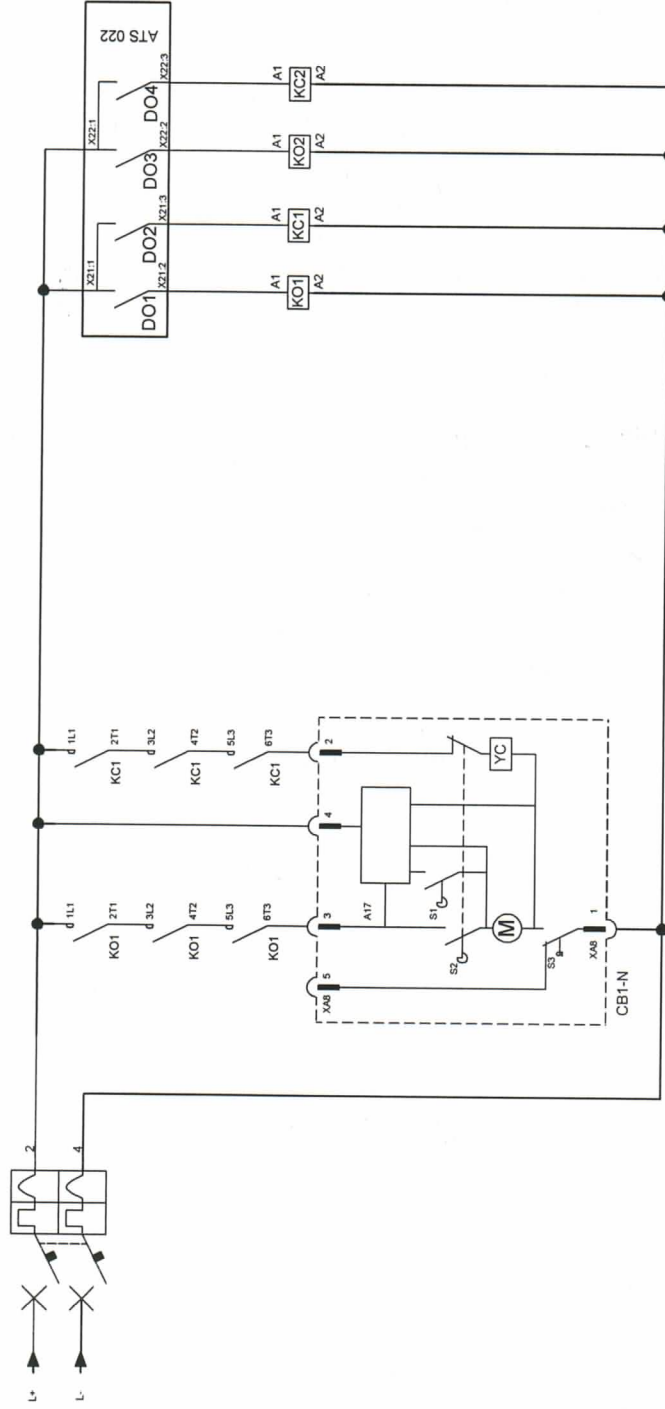 L+
L-
2
4
1L1
2T1
KO1
3L2
4T2
KO1
5L3
6T3
KO1
1L1
2T1
KC1
3L2
4T2
KC1
5L3
6T3
KC1
5
XA8
3
4
2
A17
S1
S2
M
YC
S3
XA8
1
CB1-N
ATS 022
X21:1
X22:1
DO1
X21:2
DO2
X21:3
DO3
X22:2
DO4
X22:3
A1
KO1
A2
A1
KC1
A2
A1
KO2
A2
A1
KC2
A2